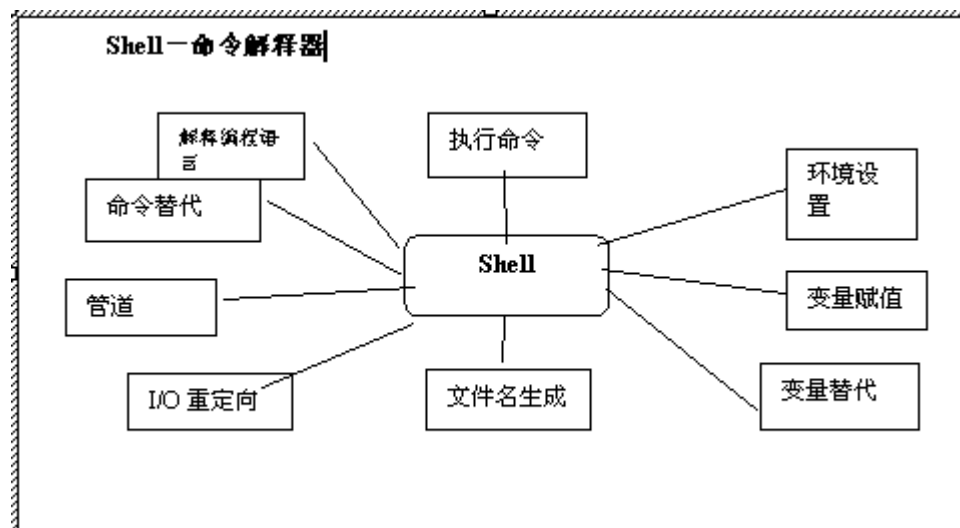 Shell－命令解释器
解释编程语
执行命令
环境设
置
命令替代
Shell
管道
变量赋值
I/O 重定向
文件名生成
变量替代